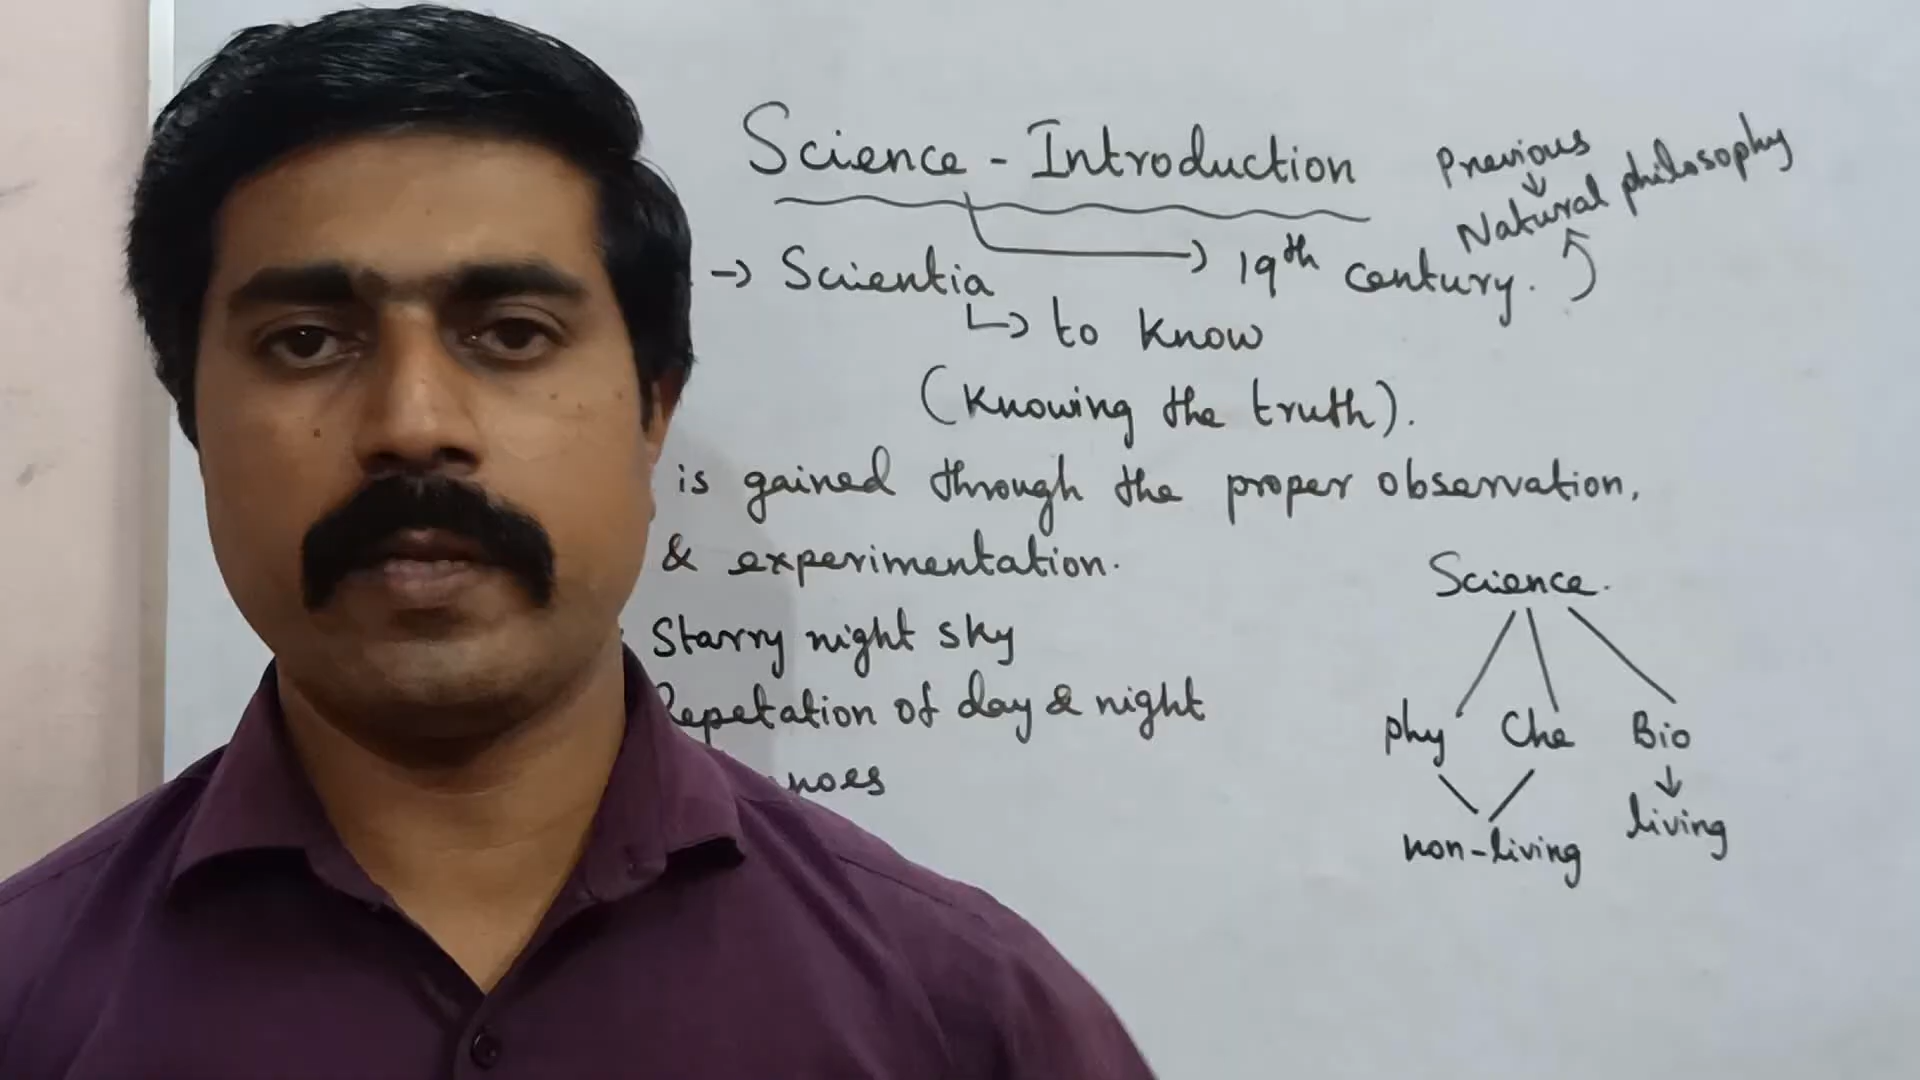 Science - Introduction
Previous
Natural philosophy
→ Scientia
19th century.
to know
(Knowing the truth).
is gained through the proper observation,
& experimentation.
Starry night sky
Repetation of day & night
Science.
phy Che Bio
living
non-living